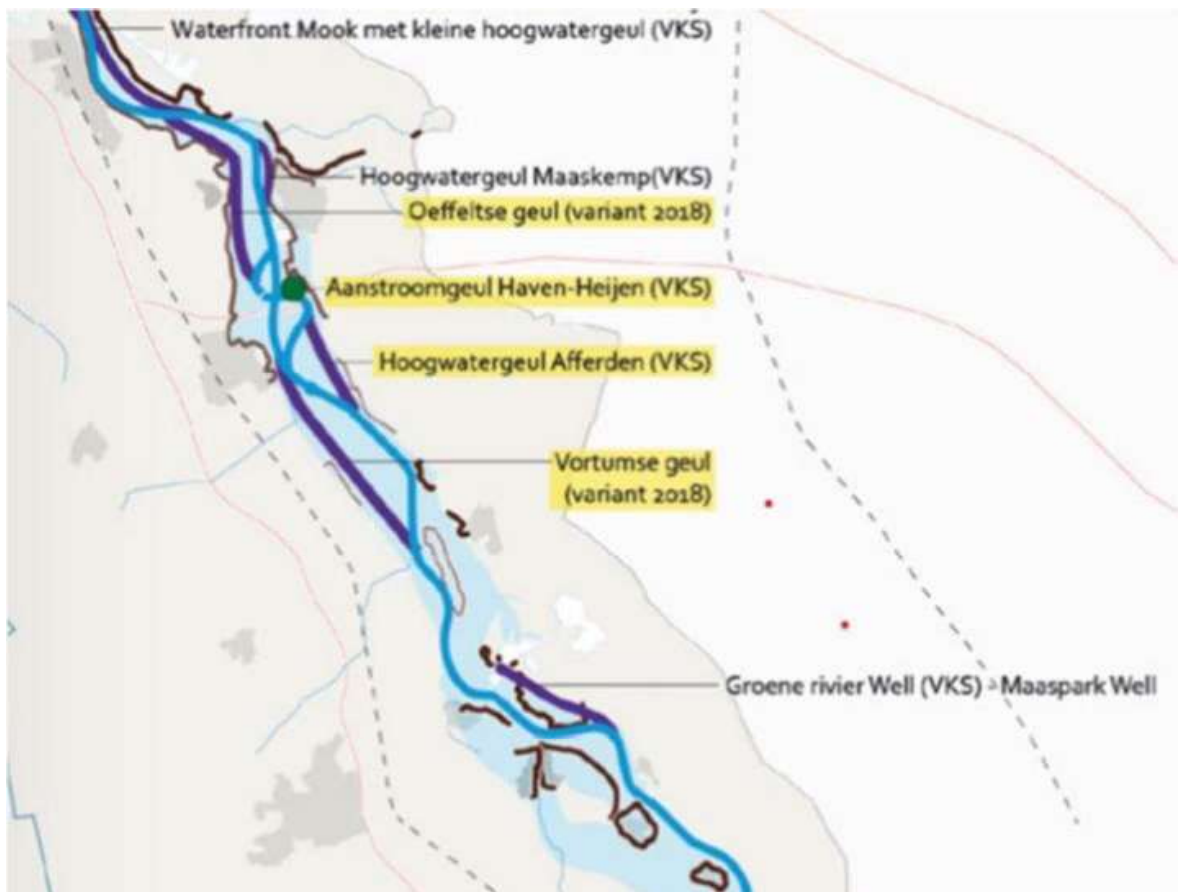 Waterfront Mook met kleine hoogwatergeul (VKS)
Hoogwatergeul Maaskemp(VKS)
Oeffeltse geul (variant 2018)
Aanstroomgeul Haven-Heijen (VKS)
Hoogwatergeul Afferden (VKS)
Vortumse geul
(variant 2018)
Groene rivier Well (VKS) - Maaspark Well